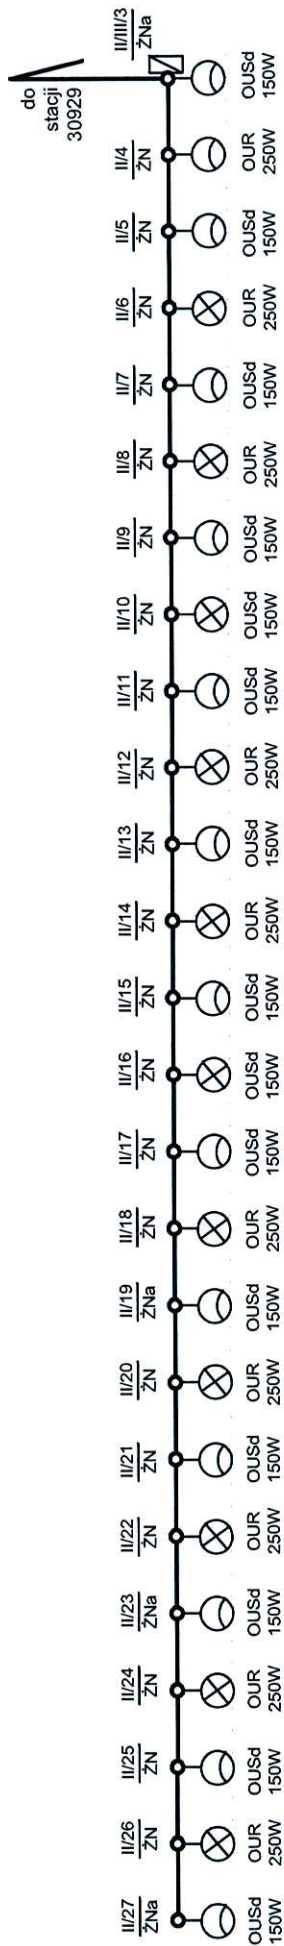 do
stacji
30929
II/III/3
ŻNa
OUSd
150W
II/4
ŻN
OUR
250W
II/5
ŻN
OUSd
150W
II/6
ŻN
OUR
250W
II/7
ŻN
OUSd
150W
II/8
ŻN
OUR
250W
II/9
ŻN
OUSd
150W
II/10
ŻN
OUSd
150W
II/11
ŻN
OUSd
150W
II/12
ŻN
OUR
250W
II/13
ŻN
OUSd
150W
II/14
ŻN
OUR
250W
II/15
ŻN
OUSd
150W
II/16
ŻN
OUSd
150W
II/17
ŻN
OUSd
150W
II/18
ŻN
OUR
250W
II/19
ŻNa
OUSd
150W
II/20
ŻN
OUR
250W
II/21
ŻN
OUSd
150W
II/22
ŻN
OUR
250W
II/23
ŻNa
OUSd
150W
II/24
ŻN
OUR
250W
II/25
ŻN
OUSd
150W
II/26
ŻN
OUR
250W
II/27
ŻNa
OUSd
150W